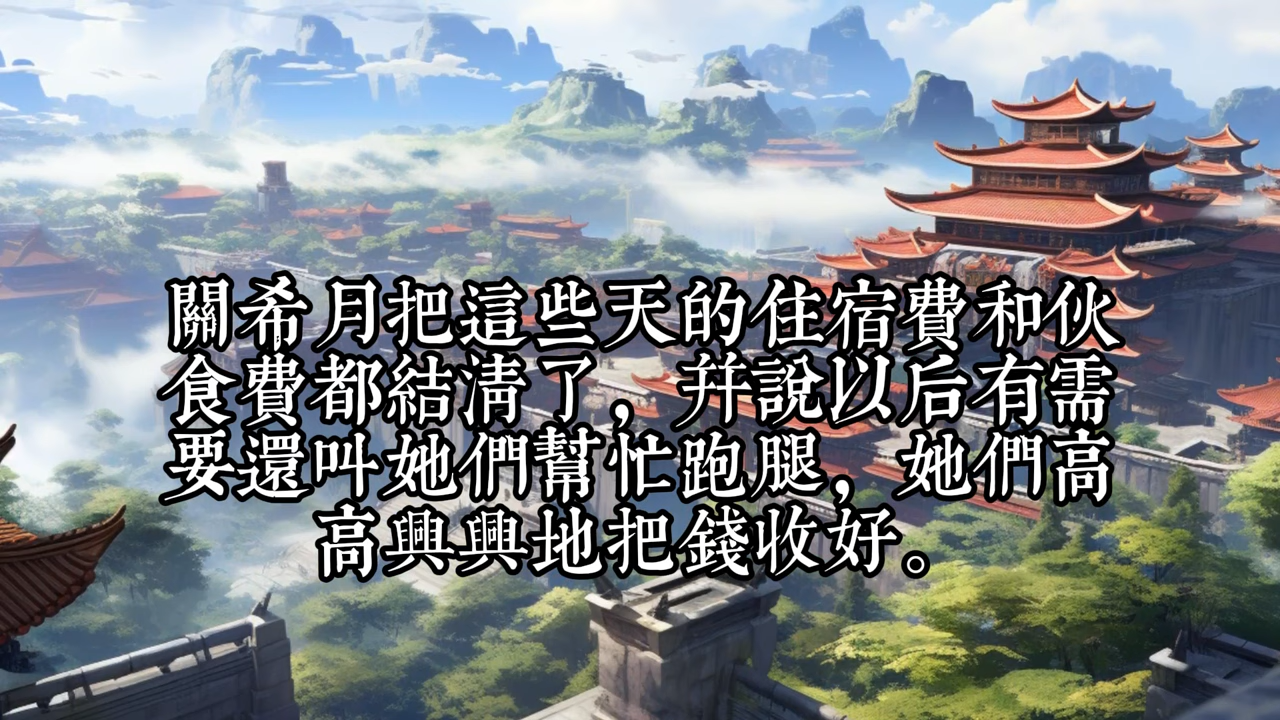 關希月把這些天的住宿費和伙
食費都結清了，并說以后有需
要還叫她們幫忙跑腿，她們高
高興興地把錢收好。